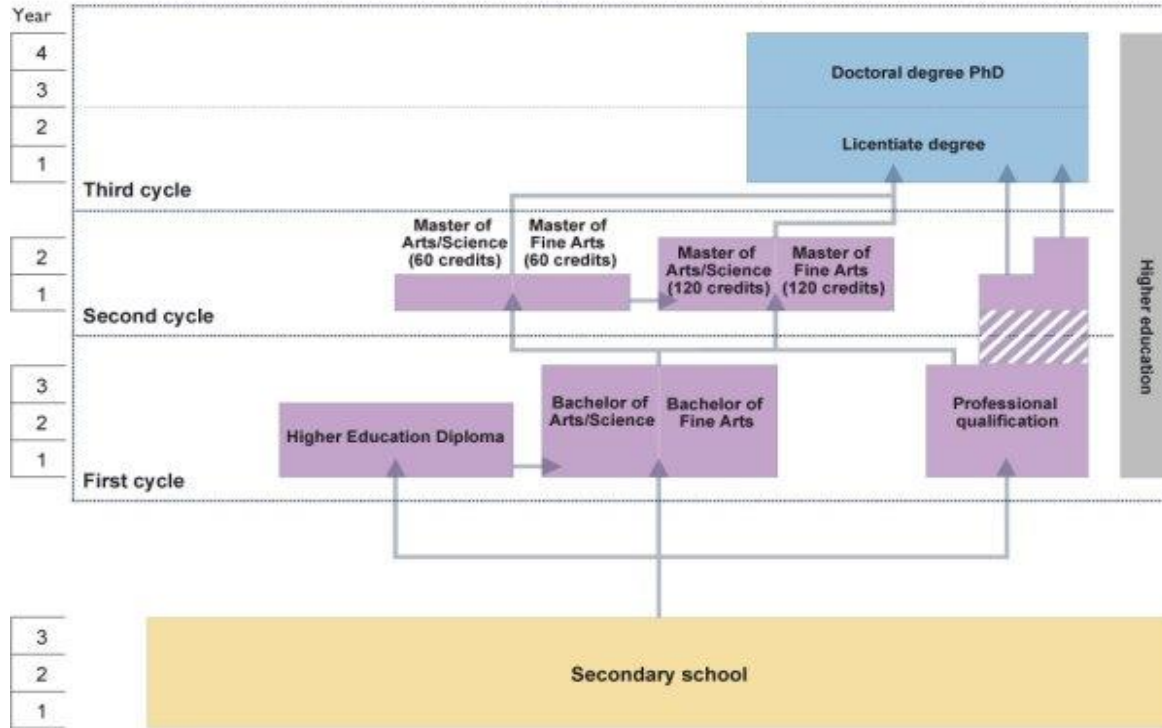 Year
4
3
2
1
Doctoral degree PhD
Licentiate degree
Third cycle
2
1
Master of
Arts/Science
(60 credits)
Master of
Fine Arts
(60 credits)
Master of
Arts/Science
(120 credits)
Master of
Fine Arts
(120 credits)
Second cycle
Higher education
3
2
1
Higher Education Diploma
Bachelor of
Arts/Science
Bachelor of
Fine Arts
Professional
qualification
First cycle
3
2
1
Secondary school